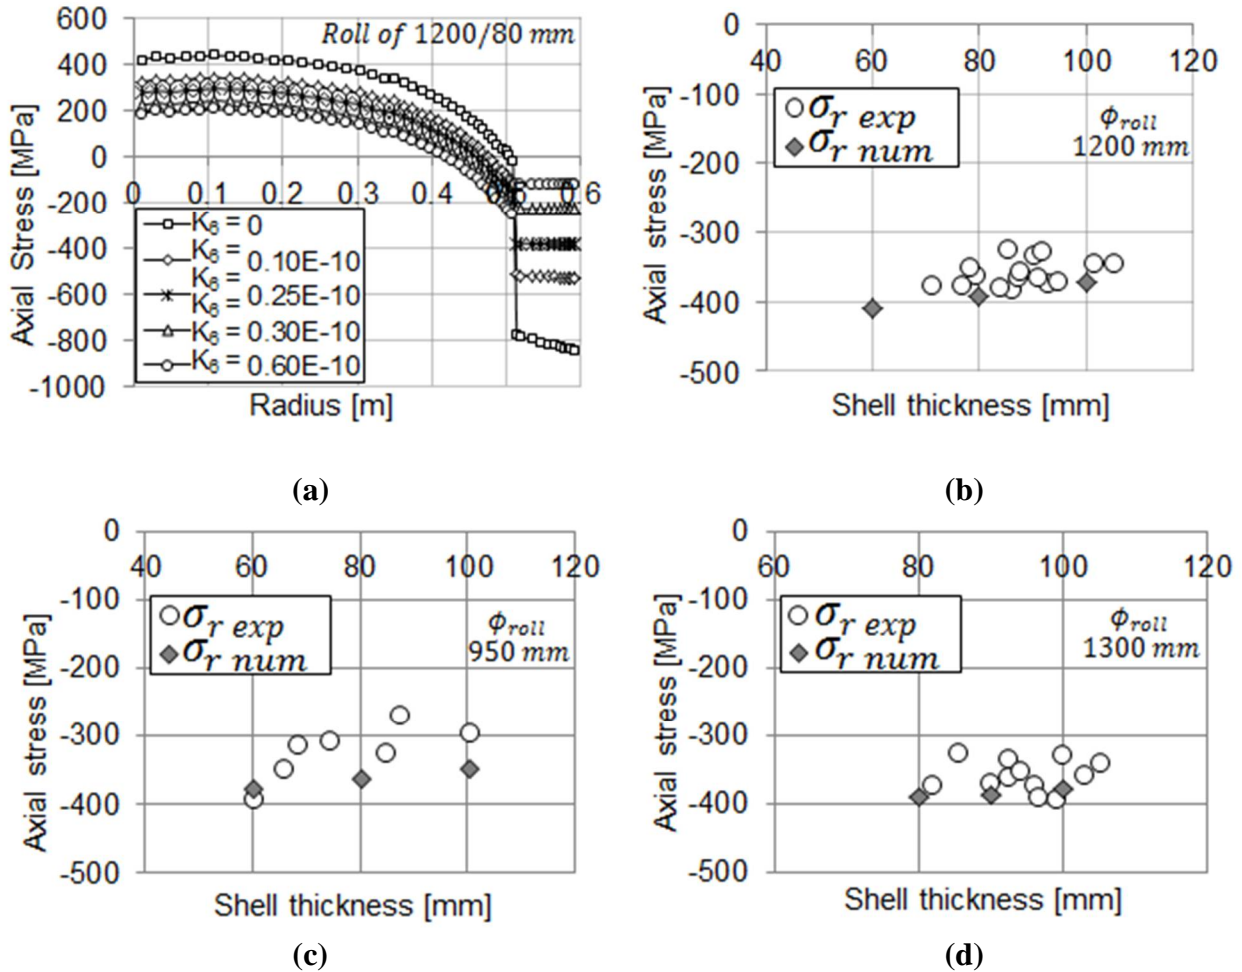 600
400
200
0
-200
-400
-600
-800
-1000
Axial Stress [MPa]
Roll of 1200/80 mm
0 0.1 0.2 0.3 0.4 0.6
K₆ = 0
K₆ = 0.10E-10
K₆ = 0.25E-10
K₆ = 0.30E-10
K₆ = 0.60E-10
Radius [m]
(a)
0
40 60 80 100 120
-100
-200
-300
-400
-500
Axial stress [MPa]
σr exp
σr num
ϕroll
1200 mm
Shell thickness [mm]
(b)
0
40 60 80 100 120
-100
-200
-300
-400
-500
Axial stress [MPa]
σr exp
σr num
ϕroll
950 mm
Shell thickness [mm]
(c)
0
60 80 100 120
-100
-200
-300
-400
-500
Axial stress [MPa]
σr exp
σr num
ϕroll
1300 mm
Shell thickness [mm]
(d)